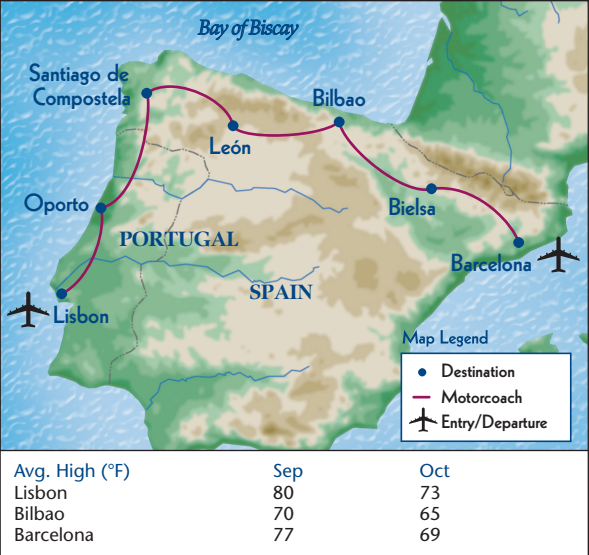 Bay of Biscay
Santiago de
Compostela
Bilbao
León
Oporto
Bielsa
PORTUGAL
Barcelona
SPAIN
Lisbon
Map Legend
Destination
Motorcoach
Entry/Departure
Avg. High (°F) Sep Oct
Lisbon 80 73
Bilbao 70 65
Barcelona 77 69